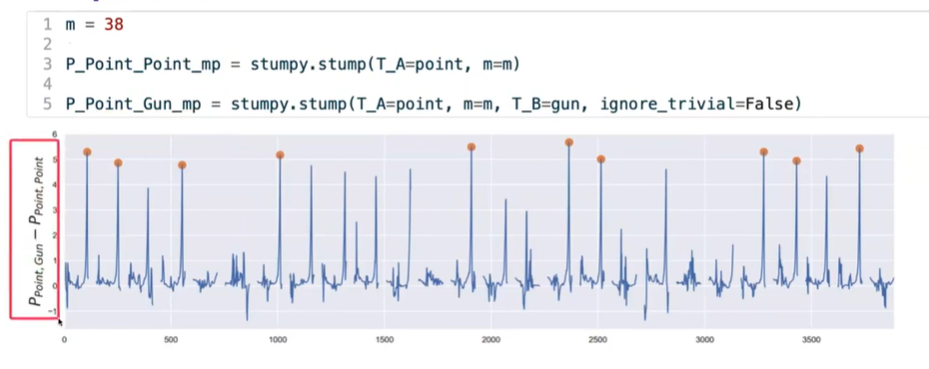 1 m = 38
2
3 P_Point_Point_mp = stumpy.stump(T_A=point, m=m)
4
5 P_Point_Gun_mp = stumpy.stump(T_A=point, m=m, T_B=gun, ignore_trivial=False)
6
5
4
3
2
1
0
−1
P Point, Gun − P Point, Point
0 500 1000 1500 2000 2500 3000 3500